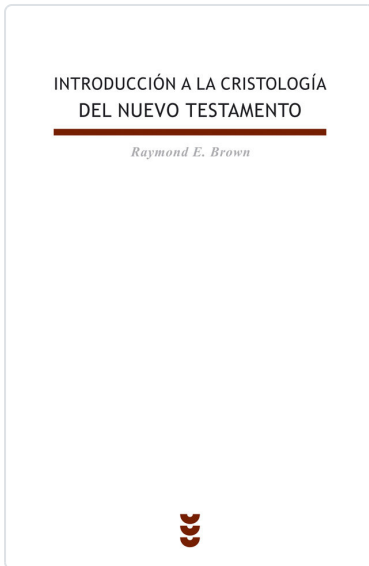 INTRODUCCIÓN A LA CRISTOLOGÍA
DEL NUEVO TESTAMENTO
Raymond E. Brown